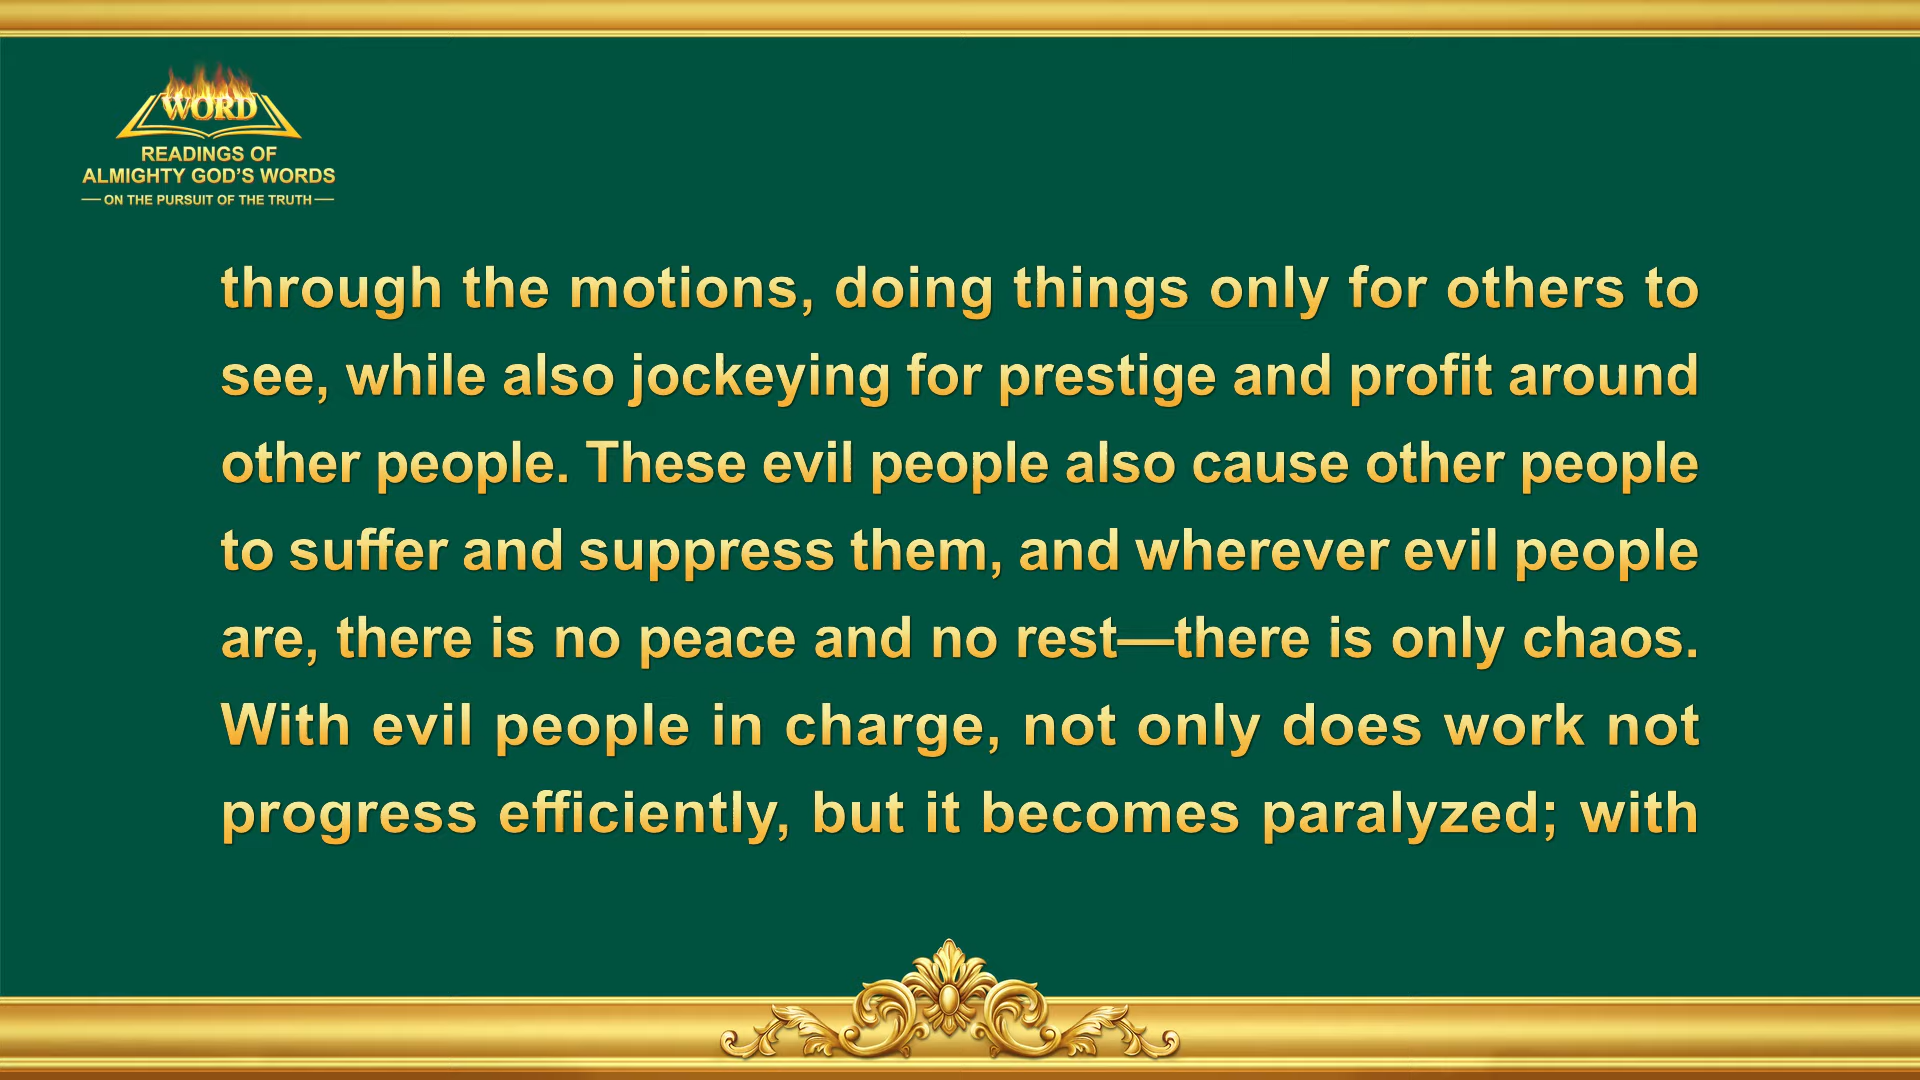 WORD
READINGS OF
ALMIGHTY GOD'S WORDS
ON THE PURSUIT OF THE TRUTH
through the motions, doing things only for others to
see, while also jockeying for prestige and profit around
other people. These evil people also cause other people
to suffer and suppress them, and wherever evil people
are, there is no peace and no rest—there is only chaos.
With evil people in charge, not only does work not
progress efficiently, but it becomes paralyzed; with